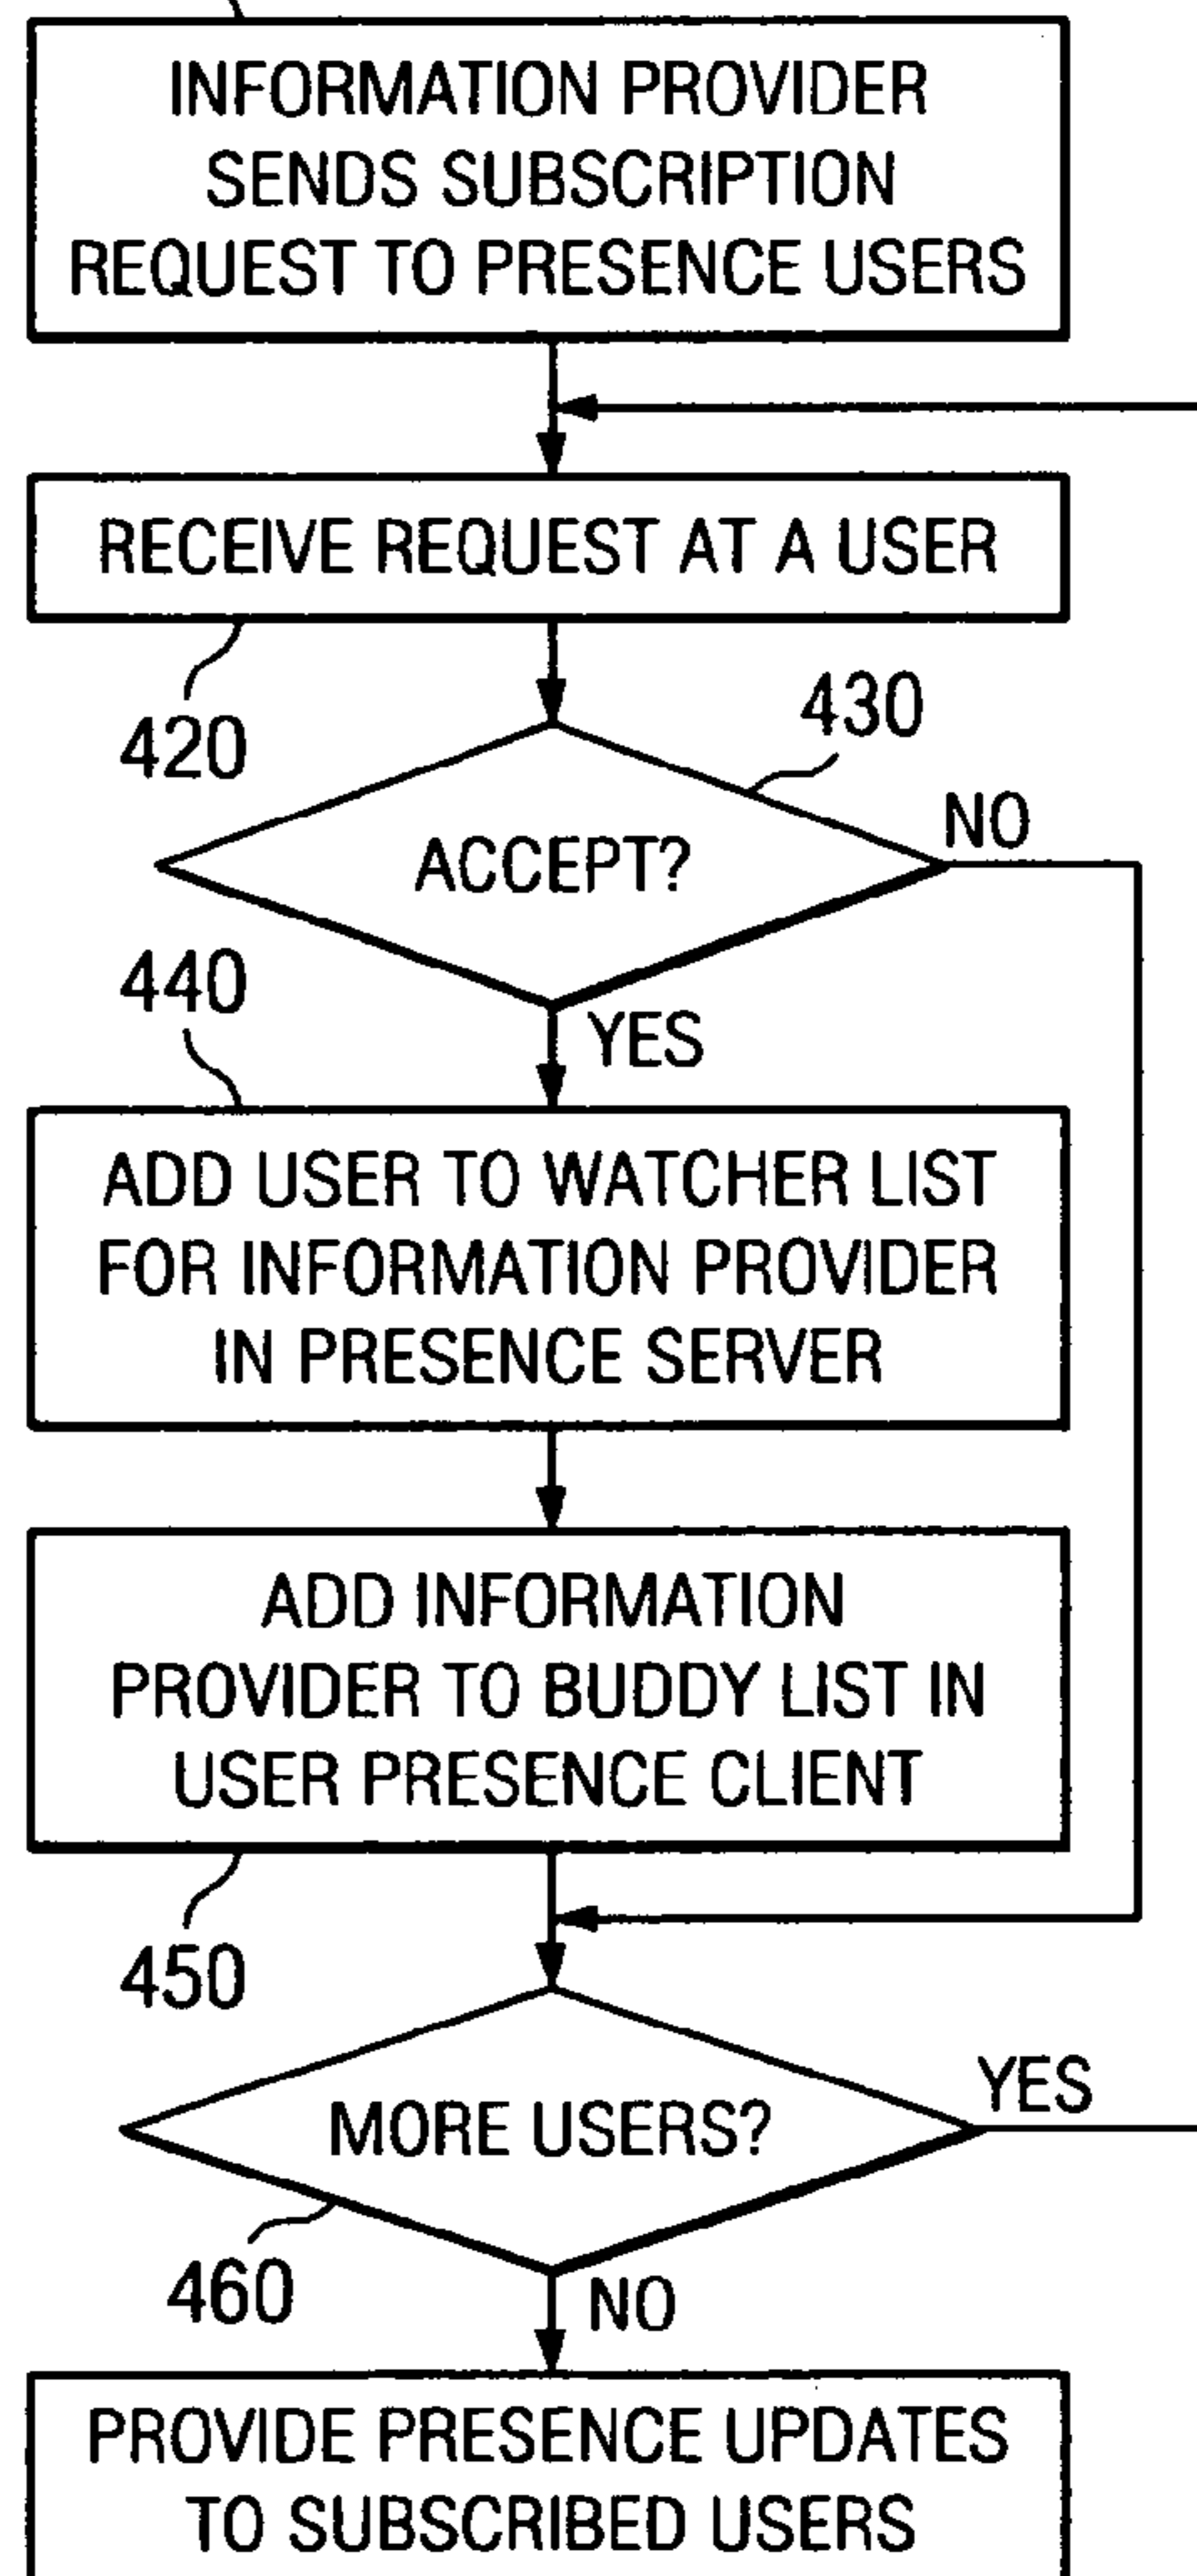 INFORMATION PROVIDER
SENDS SUBSCRIPTION
REQUEST TO PRESENCE USERS
RECEIVE REQUEST AT A USER
420
430
ACCEPT?
NO
440
YES
ADD USER TO WATCHER LIST
FOR INFORMATION PROVIDER
IN PRESENCE SERVER
ADD INFORMATION
PROVIDER TO BUDDY LIST IN
USER PRESENCE CLIENT
450
MORE USERS?
YES
460
NO
PROVIDE PRESENCE UPDATES
TO SUBSCRIBED USERS